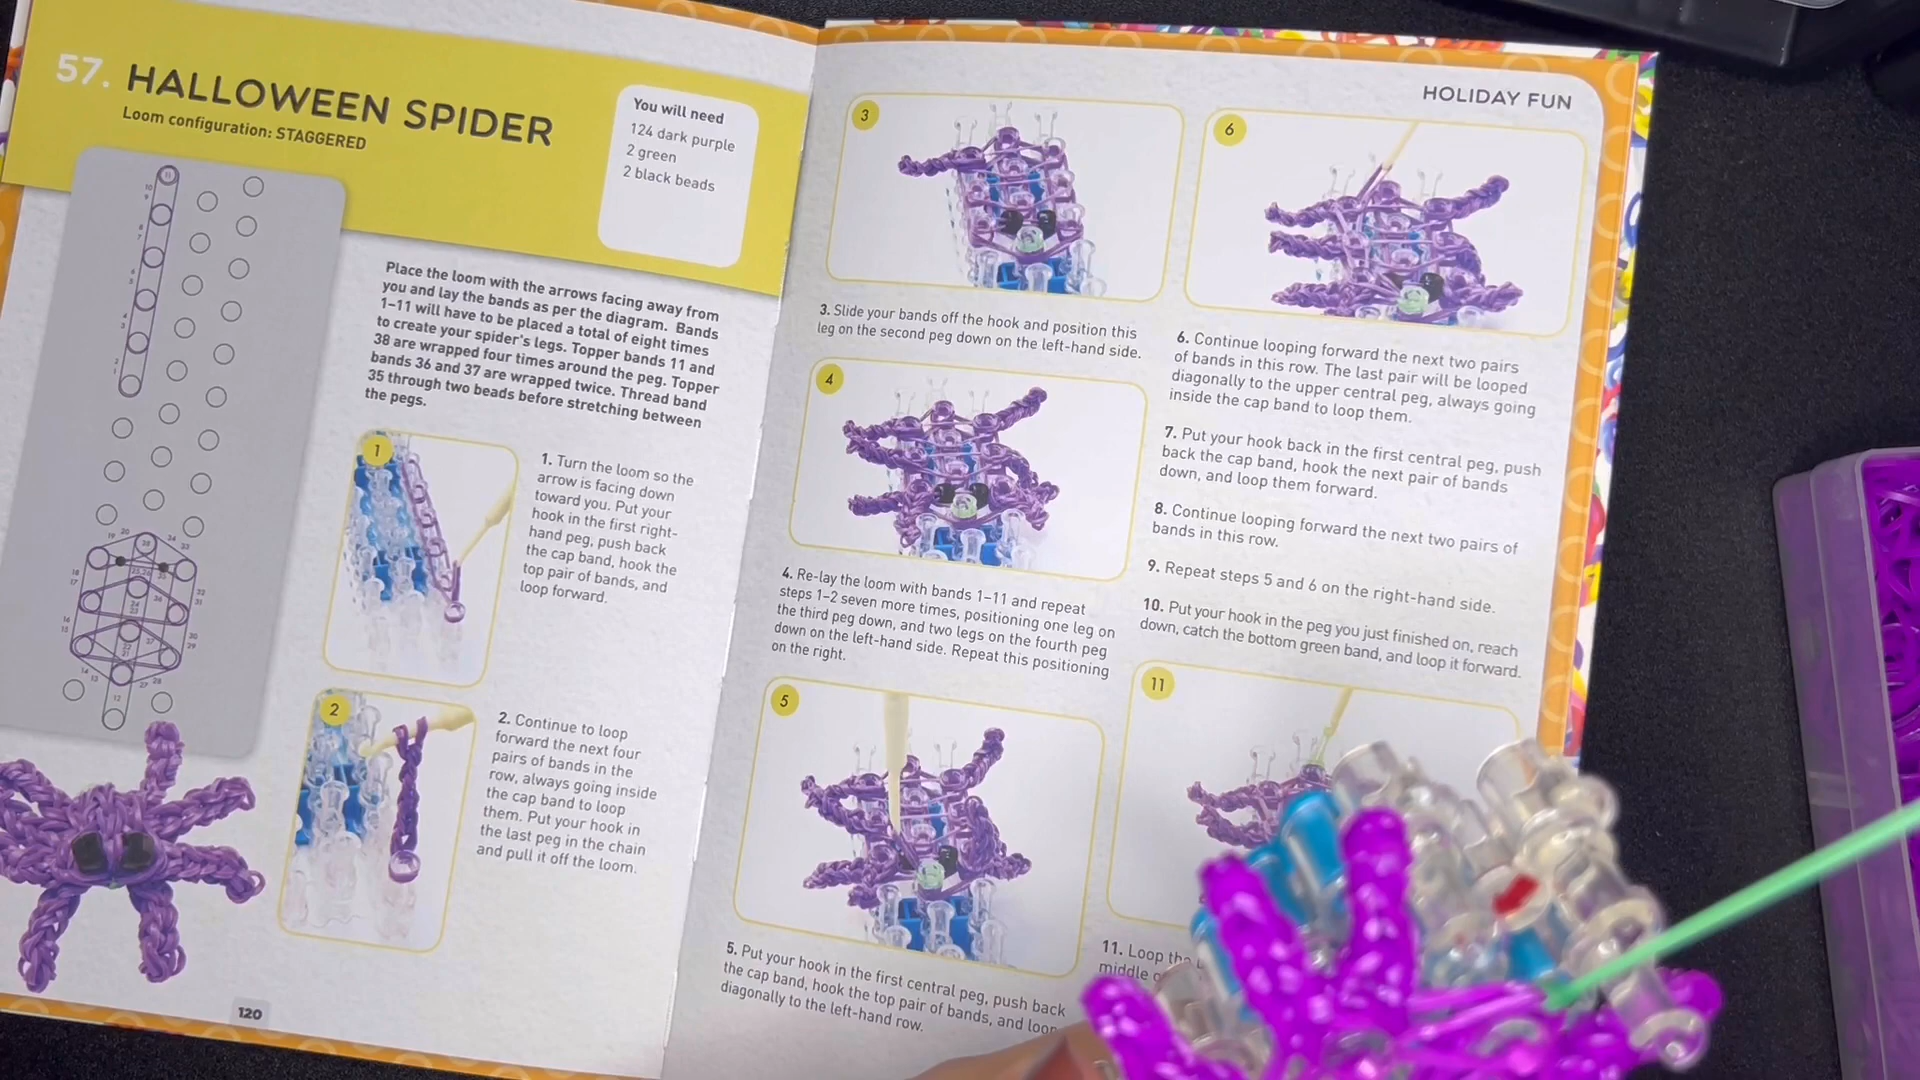 57. HALLOWEEN SPIDER
Loom configuration: STAGGERED
You will need
124 dark purple
2 green
2 black beads
Place the loom with the arrows facing away from
you and lay the bands as per the diagram. Bands
1–11 will have to be placed a total of eight times
to create your spider's legs. Topper bands 11 and
38 are wrapped four times around the peg. Topper
bands 36 and 37 are wrapped twice. Thread band
35 through two beads before stretching between
the pegs.
1
1. Turn the loom so the
arrow is facing down
toward you. Put your
hook in the first right-
hand peg, push back
the cap band, hook the
top pair of bands, and
loop forward.
2
2. Continue to loop
forward the next four
pairs of bands in the
row, always going inside
the cap band to loop
them. Put your hook in
the last peg in the chain
and pull it off the loom.
120
HOLIDAY FUN
3
3. Slide your bands off the hook and position this
leg on the second peg down on the left-hand side.
4
4. Re-lay the loom with bands 1–11 and repeat
steps 1–2 seven more times, positioning one leg on
the third peg down, and two legs on the fourth peg
down on the left-hand side. Repeat this positioning
on the right.
5
5. Put your hook in the first central peg, push back
the cap band, hook the top pair of bands, and loop
diagonally to the left-hand row.
6
6. Continue looping forward the next two pairs
of bands in this row. The last pair will be looped
diagonally to the upper central peg, always going
inside the cap band to loop them.
7. Put your hook back in the first central peg, push
back the cap band, hook the next pair of bands
down, and loop them forward.
8. Continue looping forward the next two pairs of
bands in this row.
9. Repeat steps 5 and 6 on the right-hand side.
10. Put your hook in the peg you just finished on, reach
down, catch the bottom green band, and loop it forward.
11
11. Loop the
middle